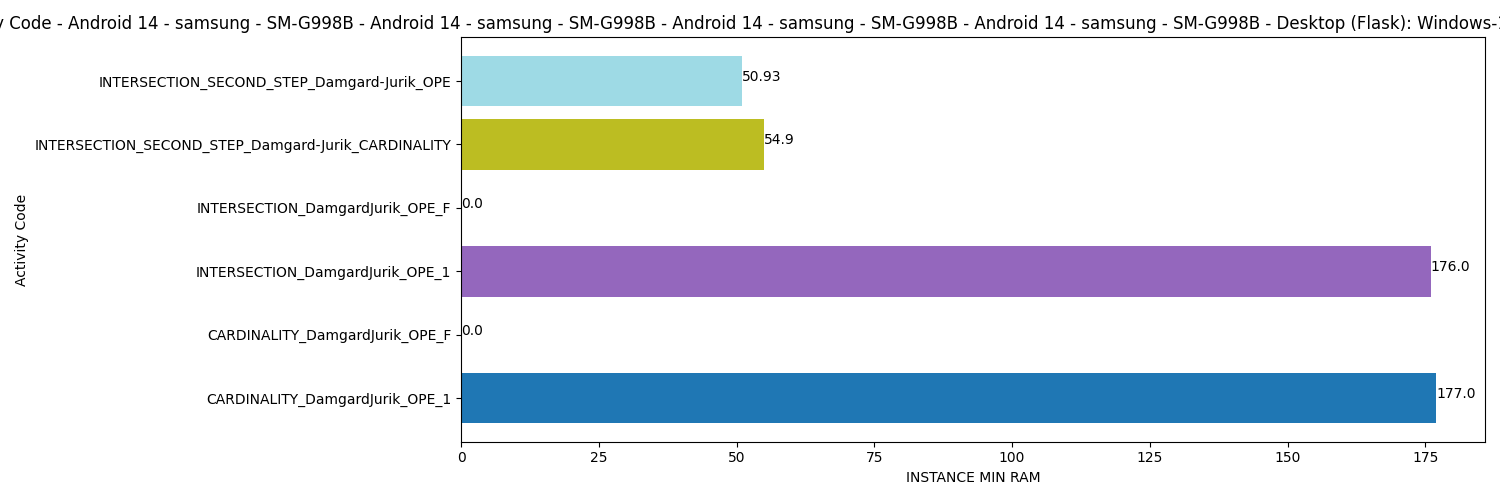 Code - Android 14 - samsung - SM-G998B - Android 14 - samsung - SM-G998B - Android 14 - samsung - SM-G998B - Android 14 - samsung - SM-G998B - Desktop (Flask): Windows-
INTERSECTION_SECOND_STEP_Damgard-Jurik_OPE
50.93
INTERSECTION_SECOND_STEP_Damgard-Jurik_CARDINALITY
54.9
INTERSECTION_DamgardJurik_OPE_F
0.0
INTERSECTION_DamgardJurik_OPE_1
176.0
CARDINALITY_DamgardJurik_OPE_F
0.0
CARDINALITY_DamgardJurik_OPE_1
177.0
Activity Code
0 25 50 75 100 125 150 175
INSTANCE MIN RAM